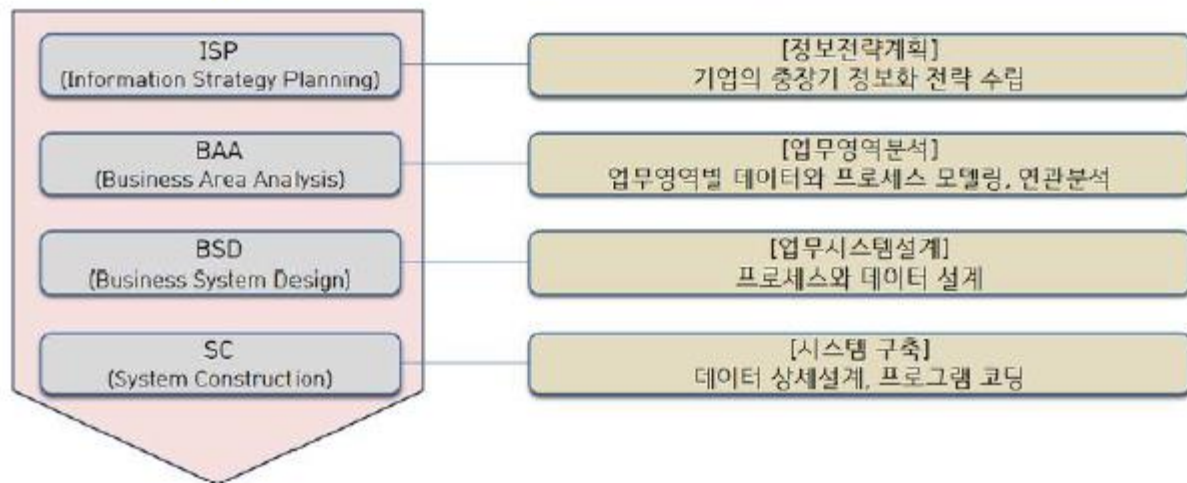 ISP
(Information Strategy Planning)
[정보전략계획]
기업의 중장기 정보화 전략 수립
BAA
(Business Area Analysis)
[업무영역분석]
업무영역별 데이터와 프로세스 모델링, 연관분석
BSD
(Business System Design)
[업무시스템설계]
프로세스와 데이터 설계
SC
(System Construction)
[시스템 구축]
데이터 상세설계, 프로그램 코딩